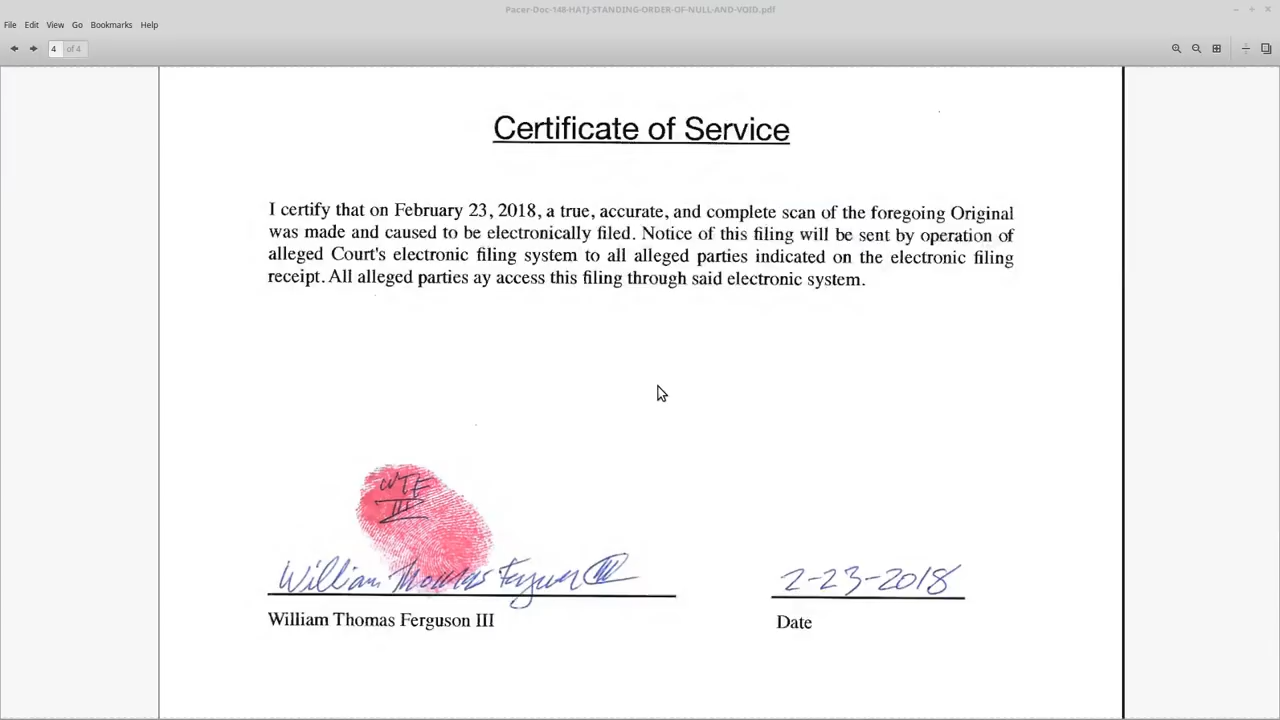 Pacer-Doc-148-HATJ-STANDING-ORDER-OF-NULL-AND-VOID.pdf
File Edit View Go Bookmarks Help
4 of 4
Certificate of Service
I certify that on February 23, 2018, a true, accurate, and complete scan of the foregoing Original
was made and caused to be electronically filed. Notice of this filing will be sent by operation of
alleged Court's electronic filing system to all alleged parties indicated on the electronic filing
receipt. All alleged parties ay access this filing through said electronic system.
WTF
III
William Thomas Ferguson III
2-23-2018
William Thomas Ferguson III
Date